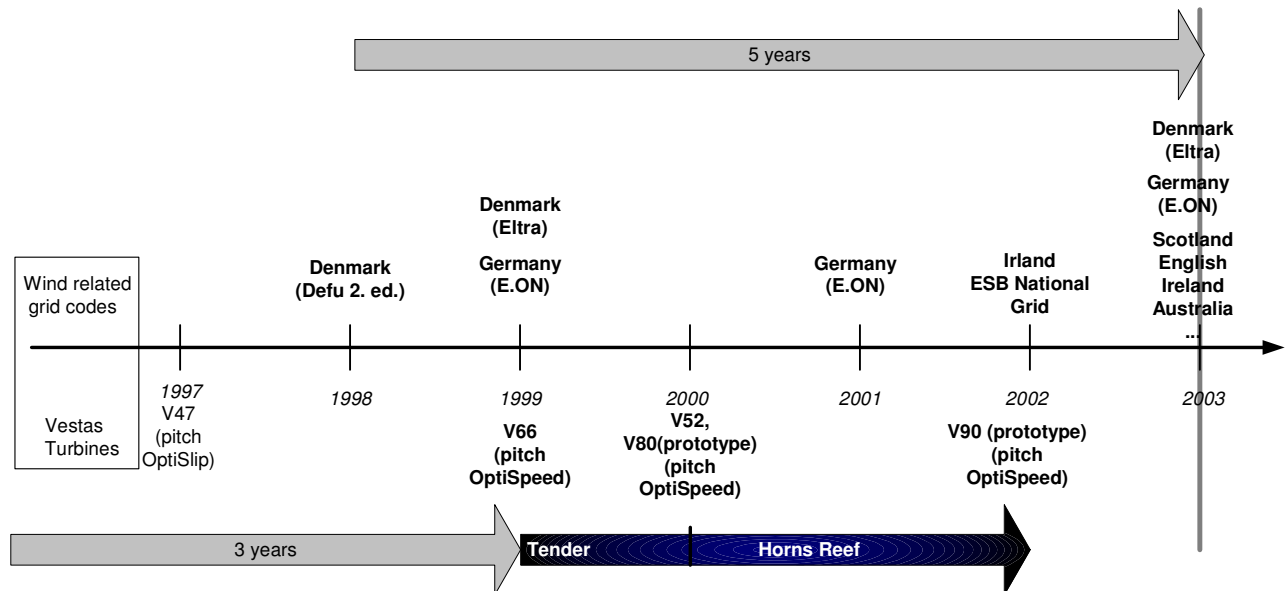 5 years
Denmark
(Eltra)
Germany
(E.ON)
Scotland
English
Ireland
Australia
...
Denmark
(Eltra)
Germany
(E.ON)
Denmark
(Defu 2. ed.)
Germany
(E.ON)
Irland
ESB National
Grid
Wind related
grid codes
1997
1998
1999
2000
2001
2002
2003
Vestas
Turbines
V47
(pitch
OptiSlip)
V66
(pitch
OptiSpeed)
V52,
V80(prototype)
(pitch
OptiSpeed)
V90 (prototype)
(pitch
OptiSpeed)
3 years
Tender
Horns Reef